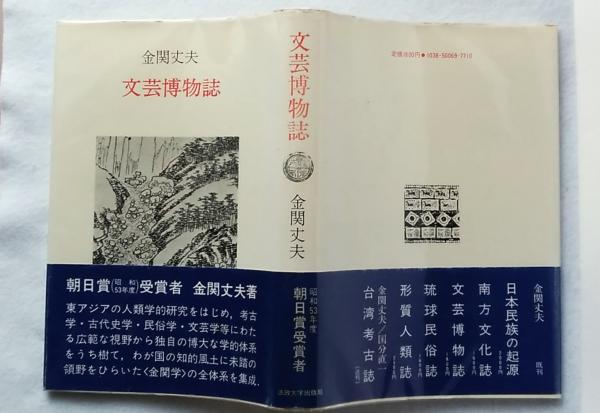 金関丈夫
文芸博物誌
朝日賞(昭和53年度)受賞者 金関丈夫著
東アジアの人類学的研究をはじめ,考古
学・古代史学・民俗学・文芸学等にわた
る広範な視野から独自の博大な学的体系
をうち樹て,わが国の知的風土に未踏の
領野をひらいた〈金関学〉の全体系を集成.
文芸博物誌
金関丈夫
昭和53年度
朝日賞受賞者
法政大学出版局
0038-50069-7710
金関丈夫 既刊
日本民族の起源
南方文化誌
文芸博物誌
琉球民俗誌
形質人類誌
金関丈夫/国分直一
台湾考古誌